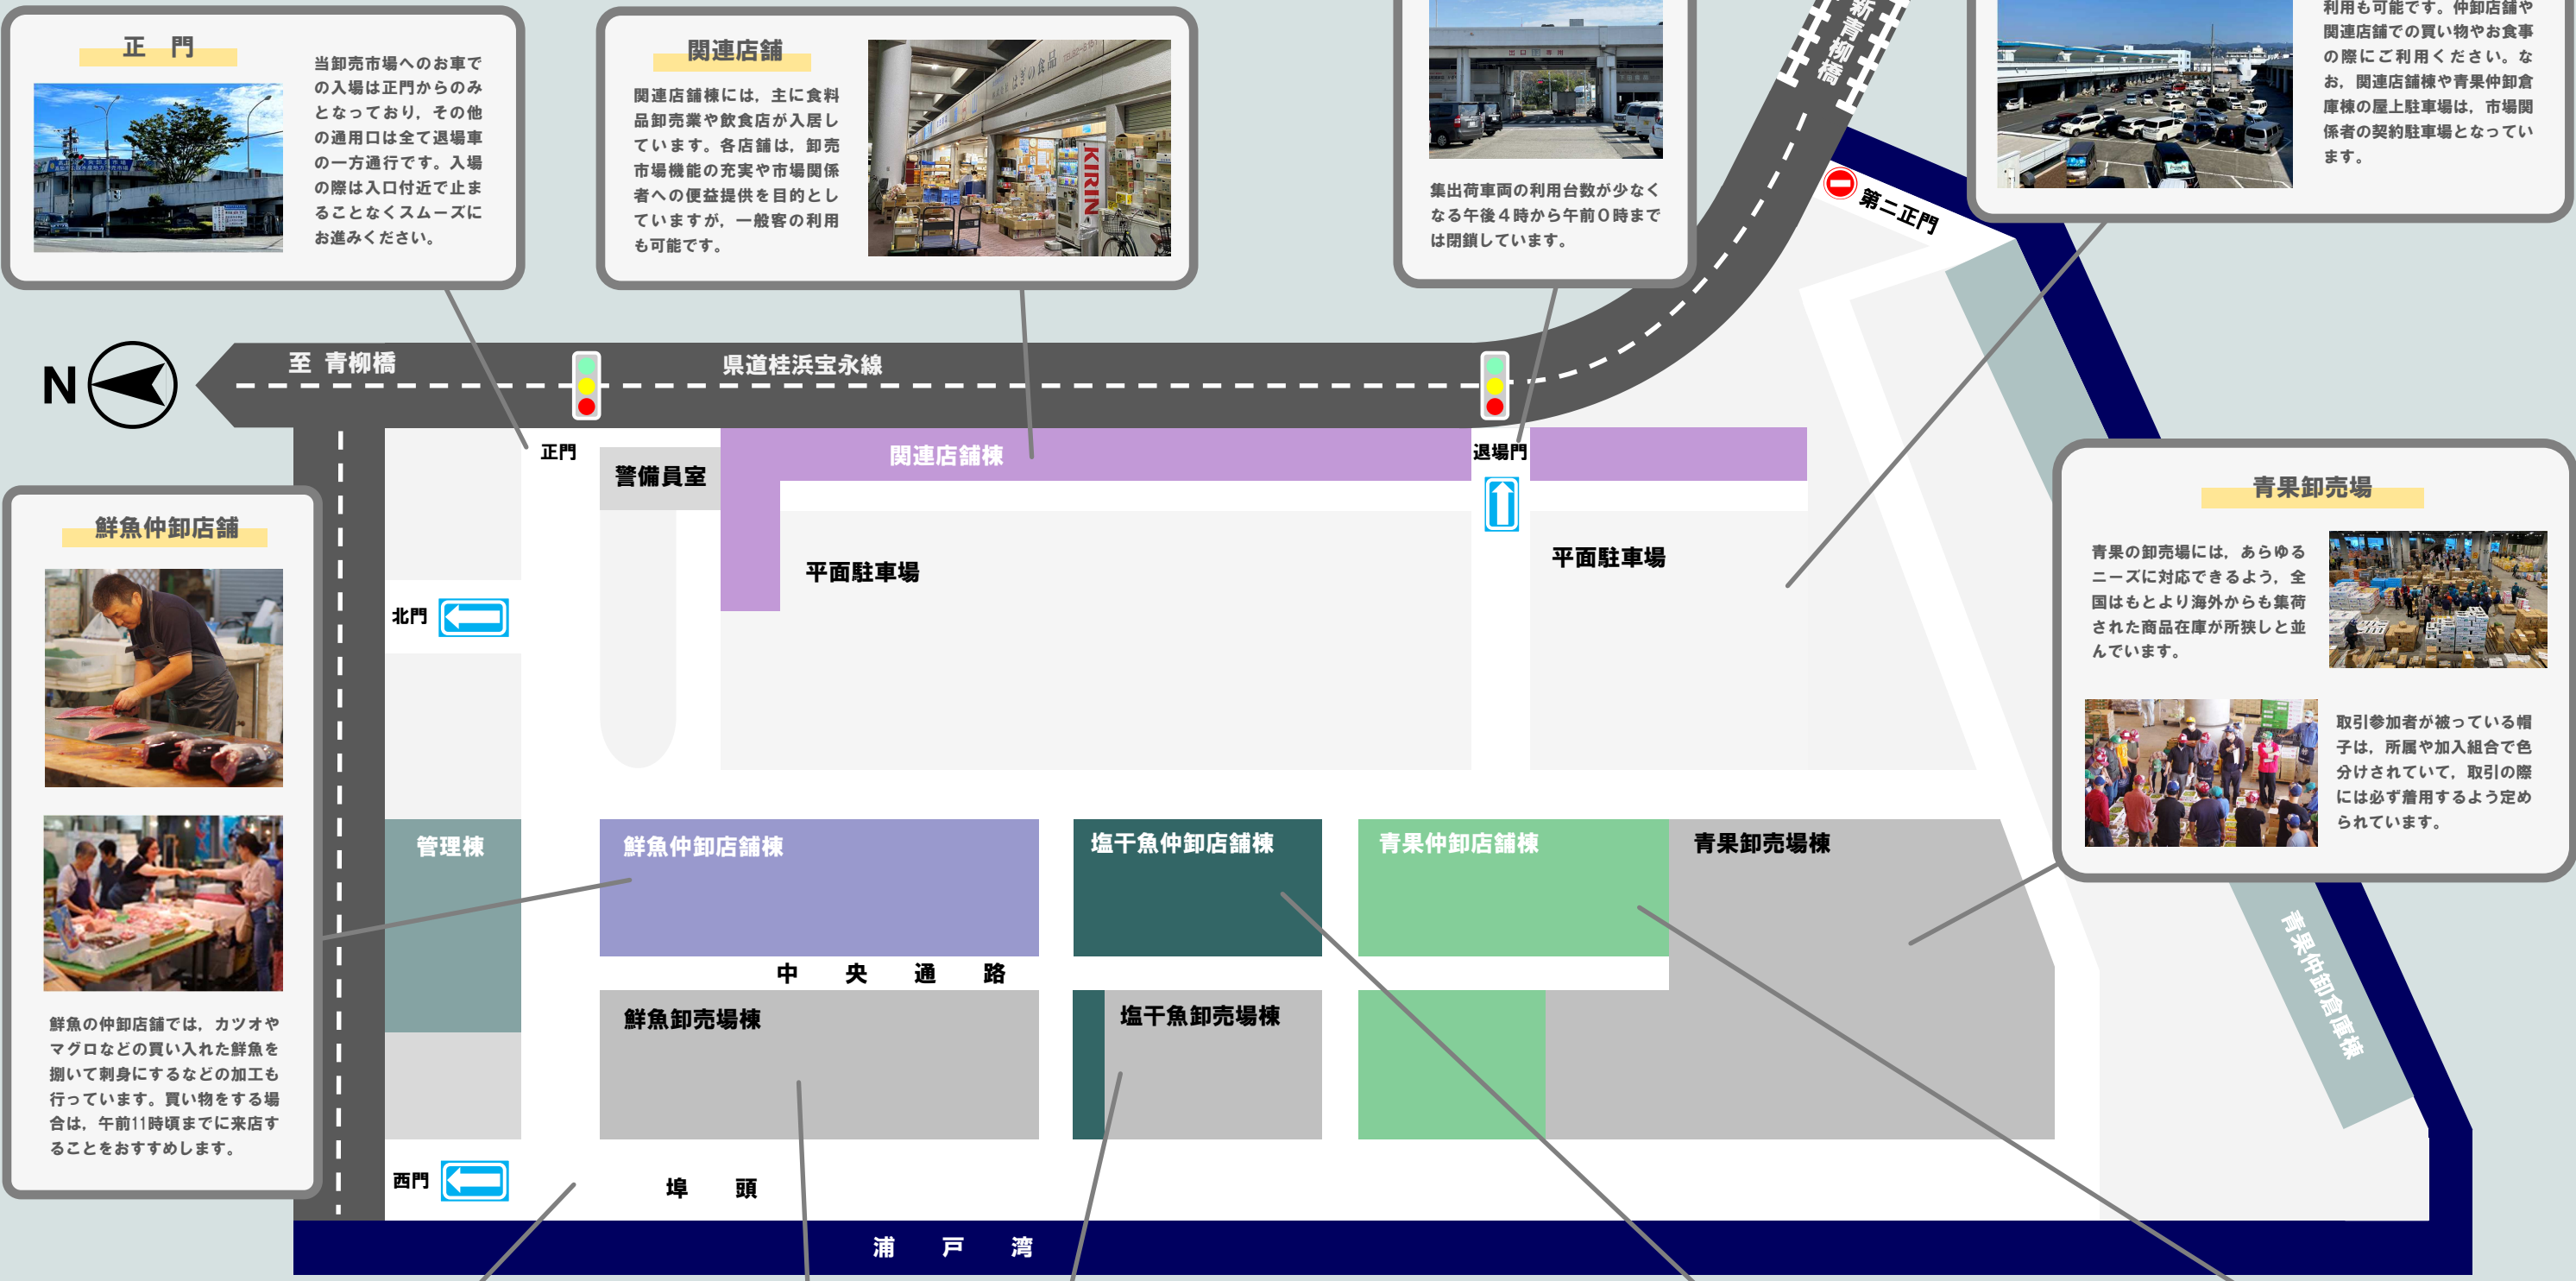 正 門
当卸売市場へのお車で
の入場は正門からのみ
となっており，その他
の通用口は全て退場車
の一方通行です。入場
の際は入口付近で止ま
ることなくスムーズに
お進みください。
関連店舗
関連店舗棟には，主に食料
品卸売業や飲食店が入居し
ています。各店舗は，卸売
市場機能の充実や市場関係
者への便益提供を目的とし
ていますが，一般客の利用
も可能です。
はぎの食品
KIRIN
集出荷車両の利用台数が少なく
なる午後４時から午前０時まで
は閉鎖しています。
新青柳橋
利用も可能です。仲卸店舗や
関連店舗での買い物やお食事
の際にご利用ください。な
お，関連店舗棟や青果仲卸倉
庫棟の屋上駐車場は，市場関
係者の契約駐車場となってい
ます。
第二正門
N
至 青柳橋
県道桂浜宝永線
正門
警備員室
関連店舗棟
退場門
平面駐車場
平面駐車場
北門
鮮魚仲卸店舗
鮮魚の仲卸店舗では，カツオや
マグロなどの買い入れた鮮魚を
捌いて刺身にするなどの加工も
行っています。買い物をする場
合は，午前11時頃までに来店す
ることをおすすめします。
青果卸売場
青果の卸売場には，あらゆる
ニーズに対応できるよう，全
国はもとより海外からも集荷
された商品在庫が所狭しと並
んでいます。
取引参加者が被っている帽
子は，所属や加入組合で色
分けされていて，取引の際
には必ず着用するよう定め
られています。
管理棟
鮮魚仲卸店舗棟
塩干魚仲卸店舗棟
青果仲卸店舗棟
青果卸売場棟
中 央 通 路
鮮魚卸売場棟
塩干魚卸売場棟
青果仲卸倉庫棟
西門
埠 頭
浦 戸 湾